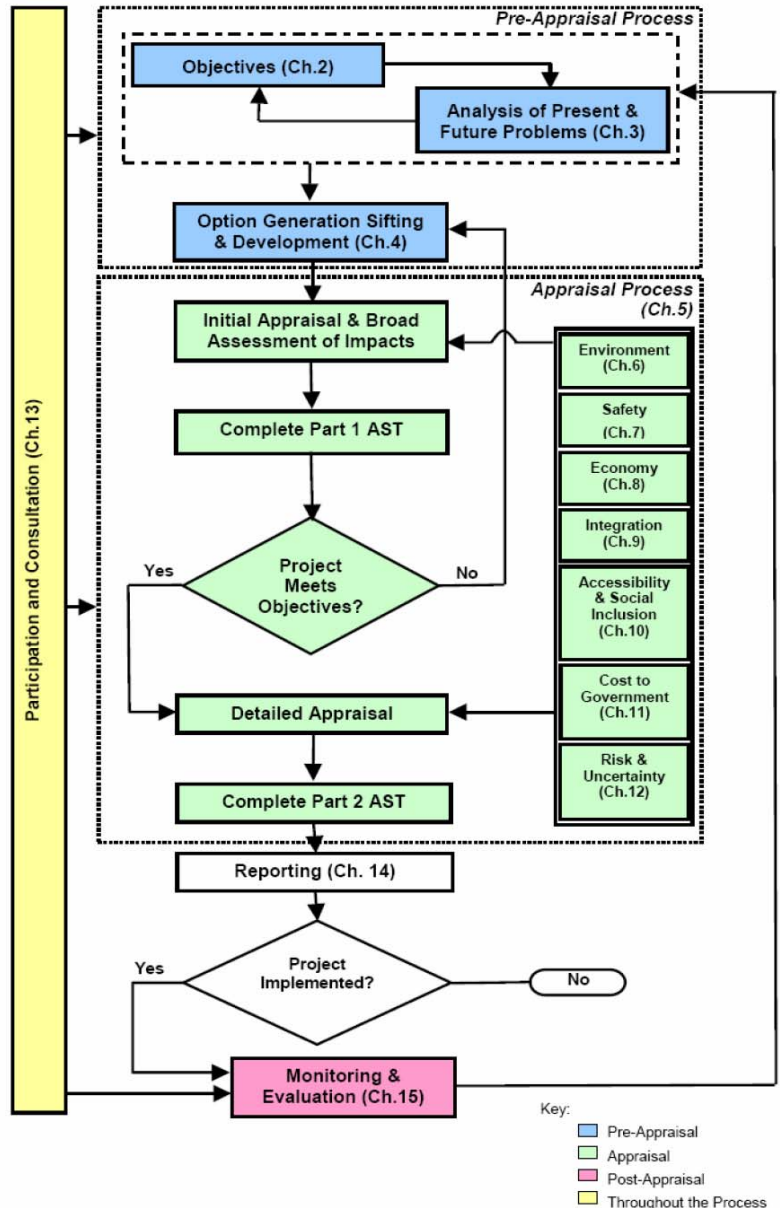 Pre-Appraisal Process
Objectives (Ch.2)
Analysis of Present &
Future Problems (Ch.3)
Option Generation Sifting
& Development (Ch.4)
Appraisal Process
(Ch.5)
Initial Appraisal & Broad
Assessment of Impacts
Environment
(Ch.6)
Safety
(Ch.7)
Complete Part 1 AST
Economy
(Ch.8)
Integration
(Ch.9)
Participation and Consultation (Ch.13)
Yes
Project
Meets
Objectives?
No
Accessibility
& Social
Inclusion
(Ch.10)
Detailed Appraisal
Cost to
Government
(Ch.11)
Risk &
Uncertainty
(Ch.12)
Complete Part 2 AST
Reporting (Ch. 14)
Yes
Project
Implemented?
No
Monitoring &
Evaluation (Ch.15)
Key:
Pre-Appraisal
Appraisal
Post-Appraisal
Throughout the Process